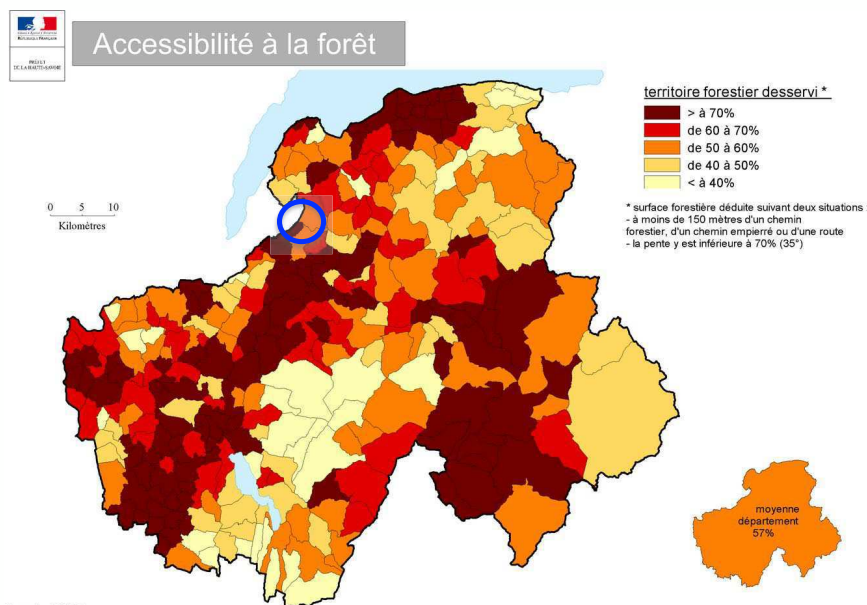 RÉPUBLIQUE FRANÇAISE
PRÉFET
DE LA HAUTE-SAVOIE
Accessibilité à la forêt
territoire forestier desservi *
> à 70%
de 60 à 70%
de 50 à 60%
de 40 à 50%
< à 40%
* surface forestière déduite suivant deux situations
- à moins de 150 mètres d'un chemin
forestier, d'un chemin empierré ou d'une route
- la pente y est inférieure à 70% (35°)
0 5 10
Kilomètres
moyenne
département
57%